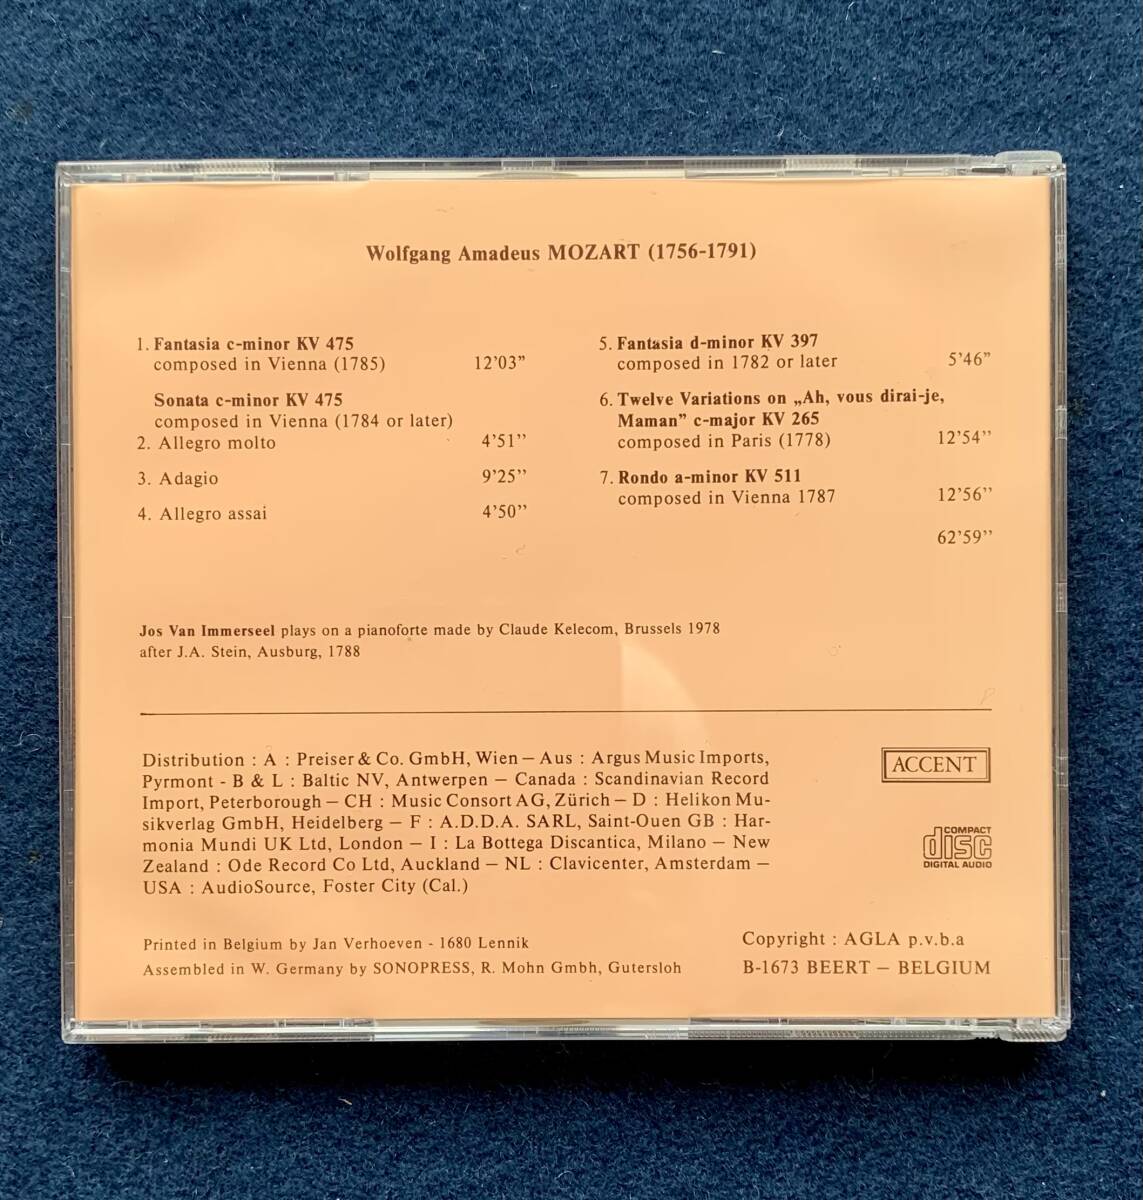 Wolfgang Amadeus MOZART (1756-1791)
1. Fantasia c-minor KV 475
composed in Vienna (1785) 12'03"
Sonata c-minor KV 475
composed in Vienna (1784 or later)
2. Allegro molto 4'51''
3. Adagio 9'25''
4. Allegro assai 4'50''
5. Fantasia d-minor KV 397
composed in 1782 or later 5'46"
6. Twelve Variations on „Ah, vous dirai-je,
Maman” c-major KV 265
composed in Paris (1778) 12'54''
7. Rondo a-minor KV 511
composed in Vienna 1787 12'56''
62'59''
Jos Van Immerseel plays on a pianoforte made by Claude Kelecom, Brussels 1978
after J.A. Stein, Ausburg, 1788
Distribution : A : Preiser & Co. GmbH, Wien – Aus : Argus Music Imports,
Pyrmont - B & L : Baltic NV, Antwerpen – Canada : Scandinavian Record
Import, Peterborough – CH : Music Consort AG, Zürich – D : Helikon Mu-
sikverlag GmbH, Heidelberg – F : A.D.D.A. SARL, Saint-Ouen GB : Har-
monia Mundi UK Ltd, London – I : La Bottega Discantica, Milano – New
Zealand : Ode Record Co Ltd, Auckland – NL : Clavicenter, Amsterdam –
USA : AudioSource, Foster City (Cal.)
ACCENT
COMPACT
disc
DIGITAL AUDIO
Printed in Belgium by Jan Verhoeven - 1680 Lennik
Assembled in W. Germany by SONOPRESS, R. Mohn Gmbh, Gutersloh
Copyright : AGLA p.v.b.a
B-1673 BEERT – BELGIUM